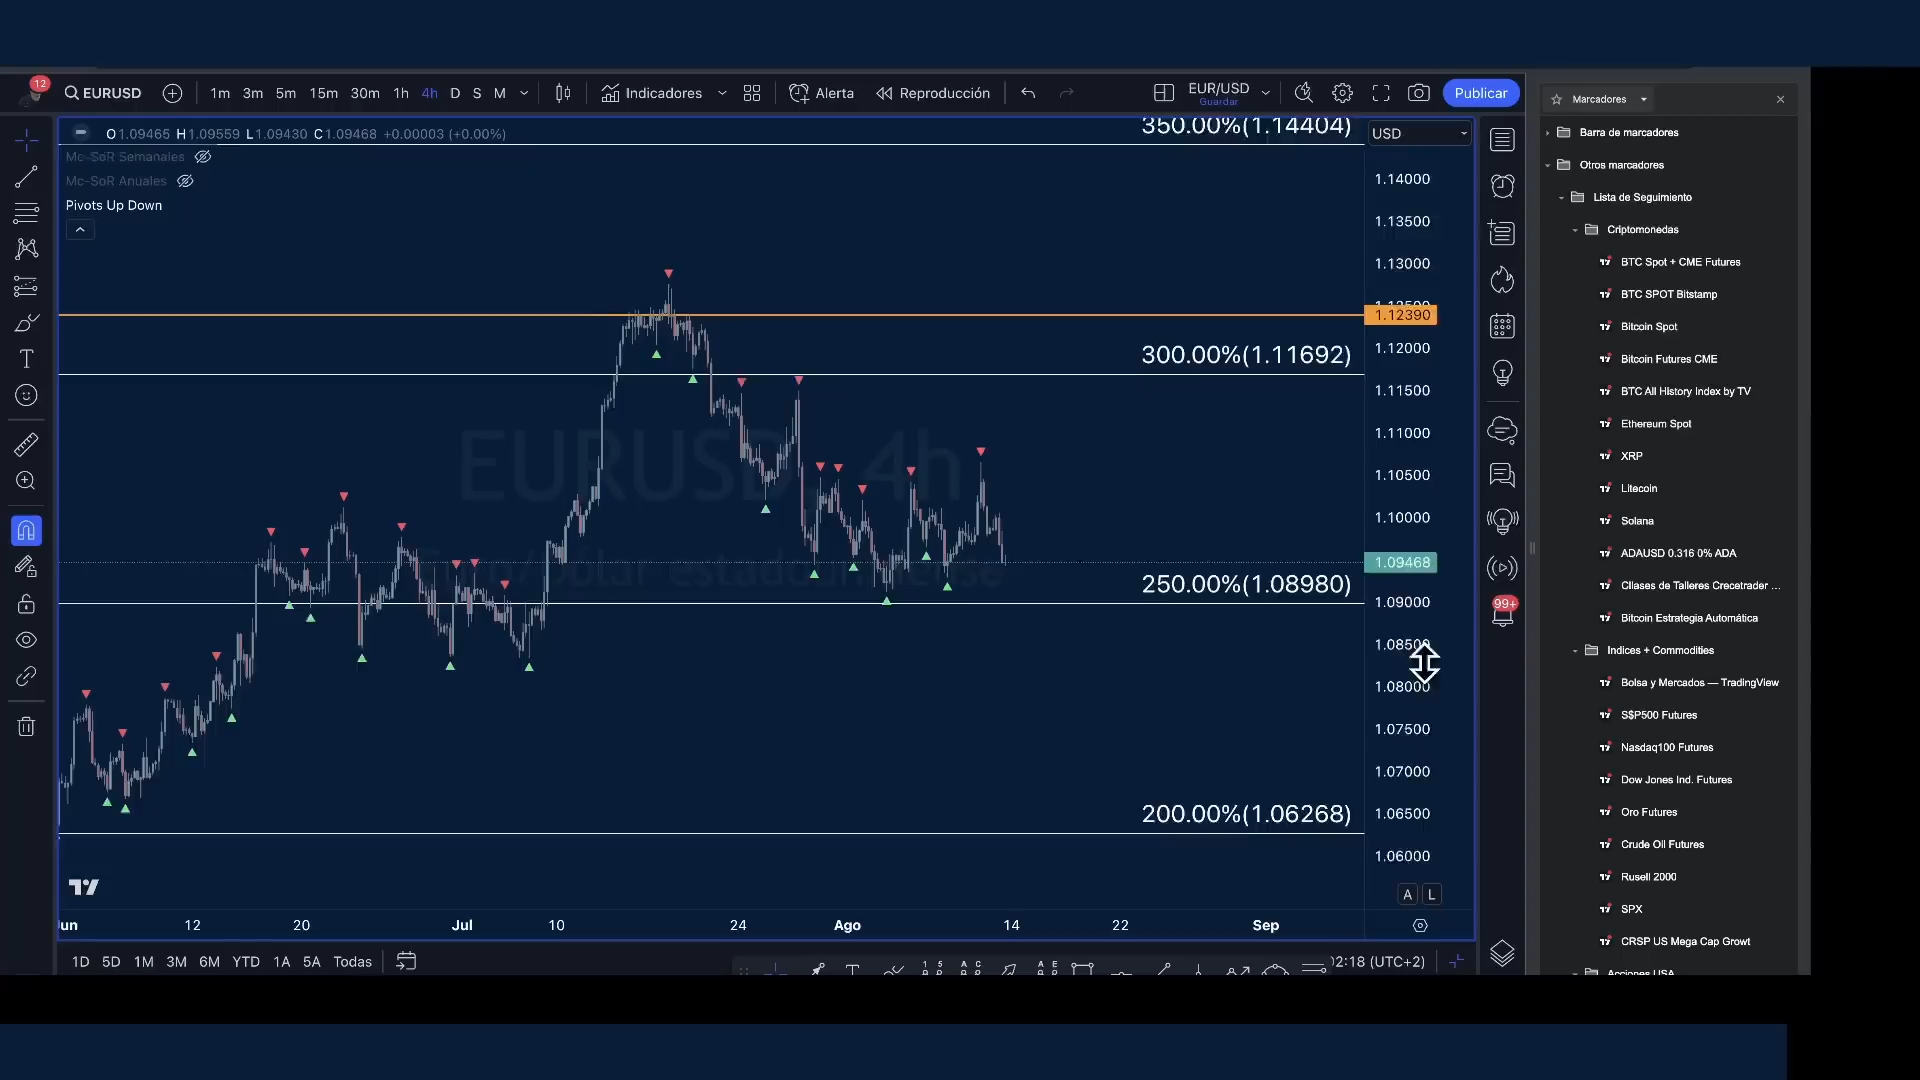 12
EURUSD
1m 3m 5m 15m 30m 1h 4h D S M
Indicadores
Alerta
Reproducción
EUR/USD
Guardar
Publicar
O1.09465 H1.09559 L1.09430 C1.09468 +0.00003 (+0.00%)
Mc-SoR Semanales
Mc-SoR Anuales
Pivots Up Down
EURUSD, 4h
350.00%(1.14404)
300.00%(1.11692)
250.00%(1.08980)
200.00%(1.06268)
USD
1.14000
1.13500
1.13000
1.12500
1.12390
1.12000
1.11500
1.11000
1.10500
1.10000
1.09468
1.09000
1.08500
1.08000
1.07500
1.07000
1.06500
1.06000
A L
12 20 Jul 10 24 Ago 14 22 Sep
1D 5D 1M 3M 6M YTD 1A 5A Todas
(UTC+2)
99+
Marcadores
Barra de marcadores
Otros marcadores
Lista de Seguimiento
Criptomonedas
BTC Spot + CME Futures
BTC SPOT Bitstamp
Bitcoin Spot
Bitcoin Futures CME
BTC All History Index by TV
Ethereum Spot
XRP
Litecoin
Solana
ADAUSD 0.316 0% ADA
Cllases de Talleres Crecetrader ...
Bitcoin Estrategia Automática
Indices + Commodities
Bolsa y Mercados — TradingView
S$P500 Futures
Nasdaq100 Futures
Dow Jones Ind. Futures
Oro Futures
Crude Oil Futures
Rusell 2000
SPX
CRSP US Mega Cap Growt
Acciones USA